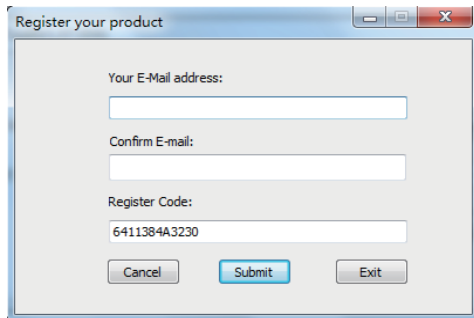 Register your product
Your E-Mail address:
Confirm E-mail:
Register Code:
6411384A3230
Cancel Submit Exit